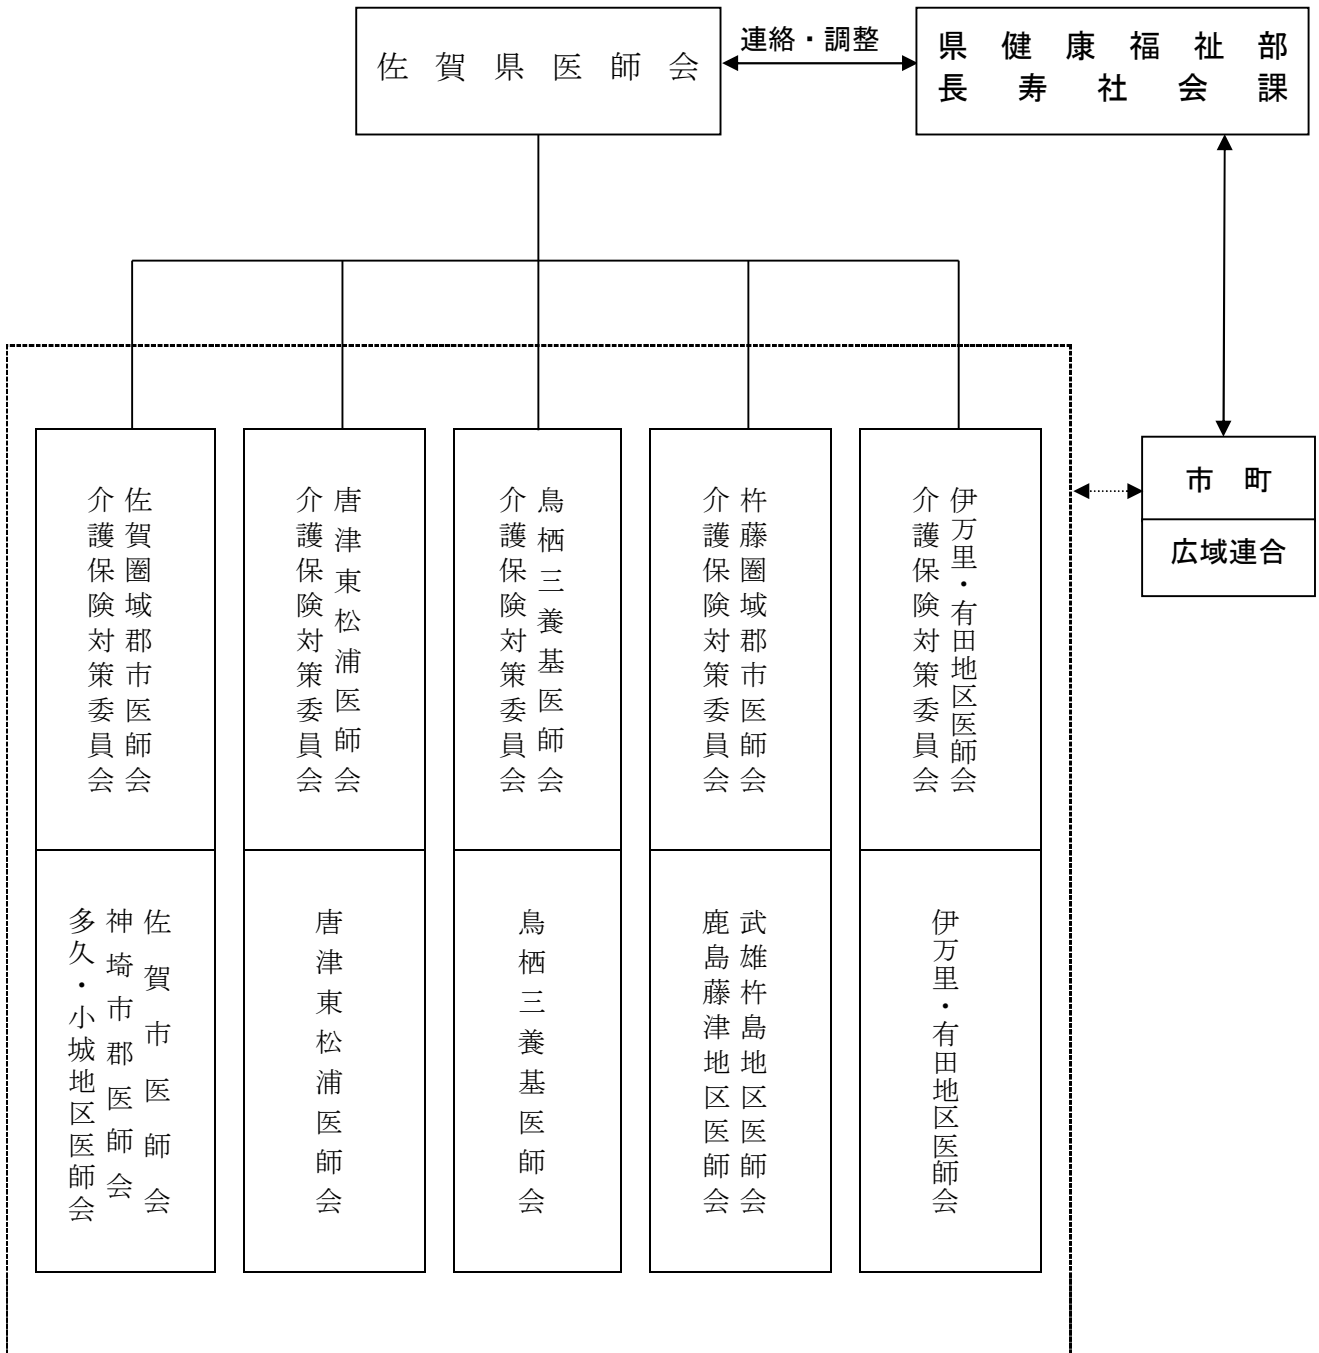 佐賀県医師会
連絡・調整
県健康福祉部
長寿社会課
佐賀圏域郡市医師会
介護保険対策委員会
唐津東松浦医師会
介護保険対策委員会
鳥栖三養基医師会
介護保険対策委員会
杵藤圏域郡市医師会
介護保険対策委員会
伊万里・有田地区医師会
介護保険対策委員会
市町
広域連合
佐賀市医師会
神埼市郡医師会
多久・小城地区医師会
唐津東松浦医師会
鳥栖三養基医師会
武雄杵島地区医師会
鹿島藤津地区医師会
伊万里・有田地区医師会